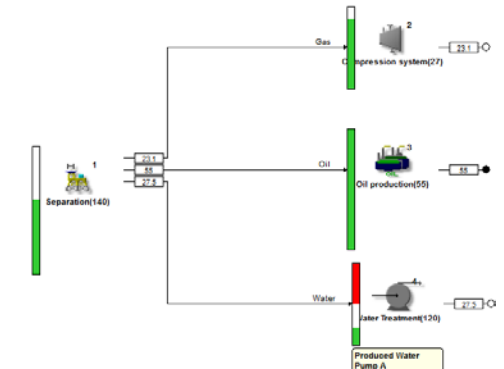 2
Gas
23.1
Compression system(27)
1
23.1
Oil
3
55
55
27.5
Separation(140)
Oil production(55)
4
Water
27.5
Water Treatment(120)
Produced Water
Pump A